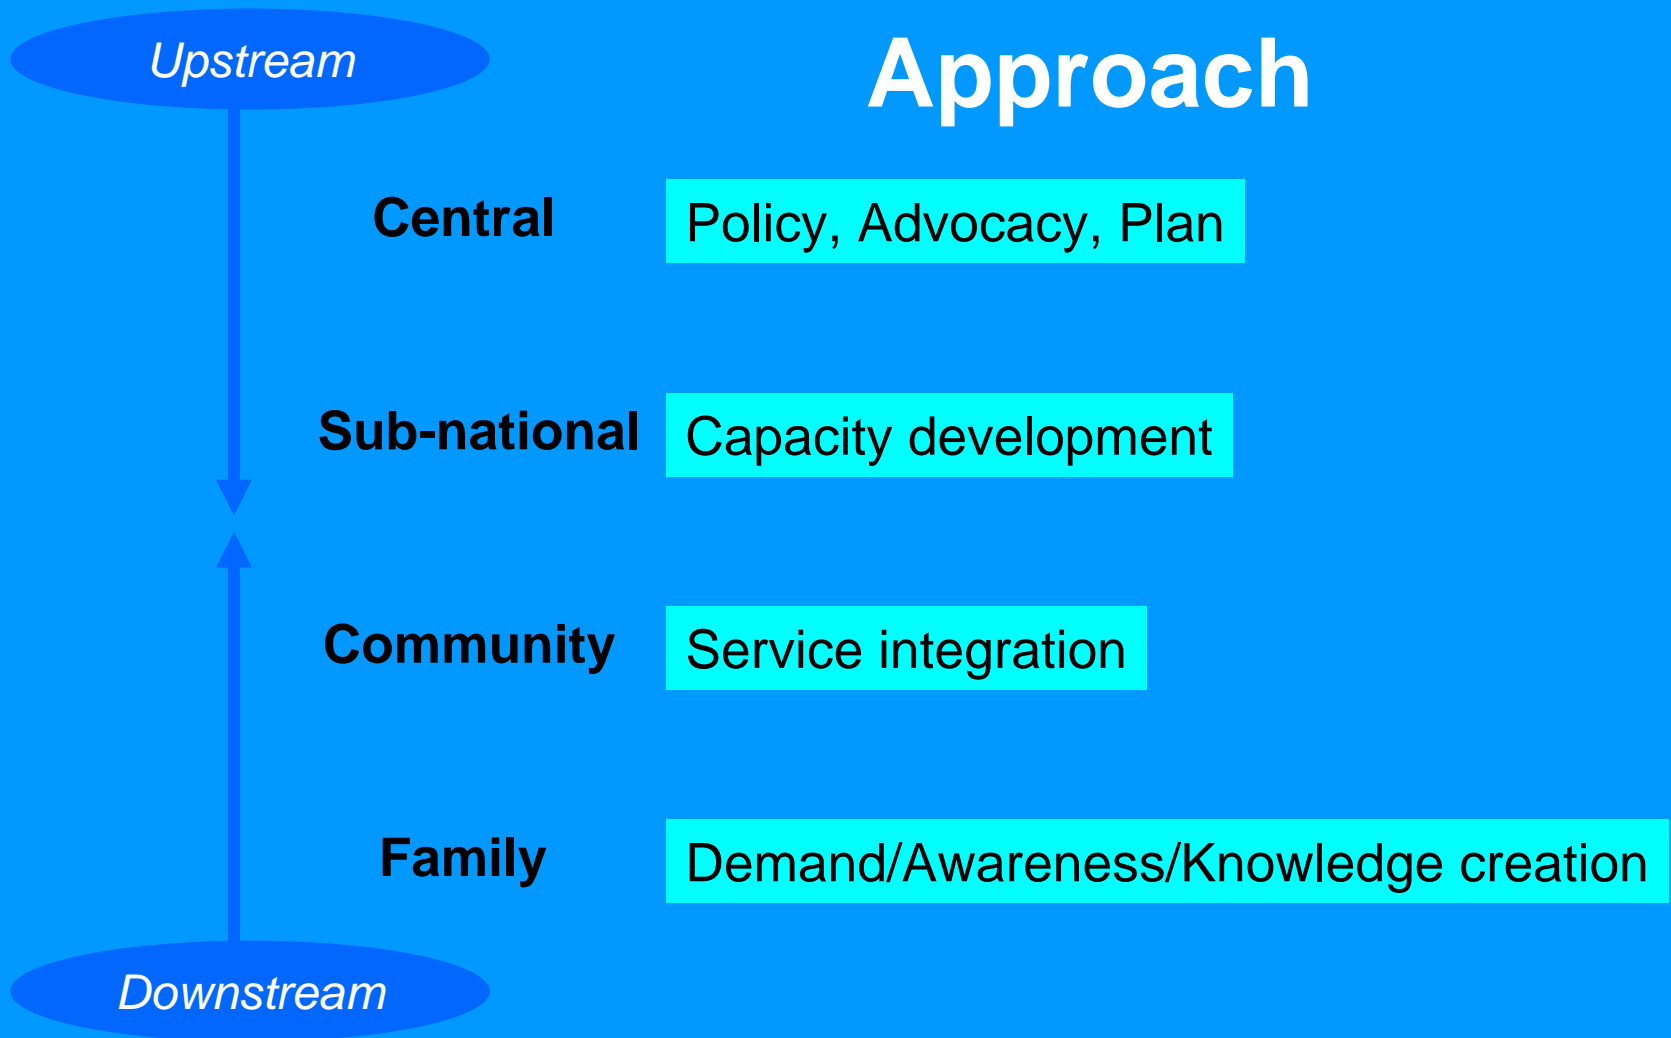 Upstream
Approach
Central
Policy, Advocacy, Plan
Sub-national
Capacity development
Community
Service integration
Family
Demand/Awareness/Knowledge creation
Downstream